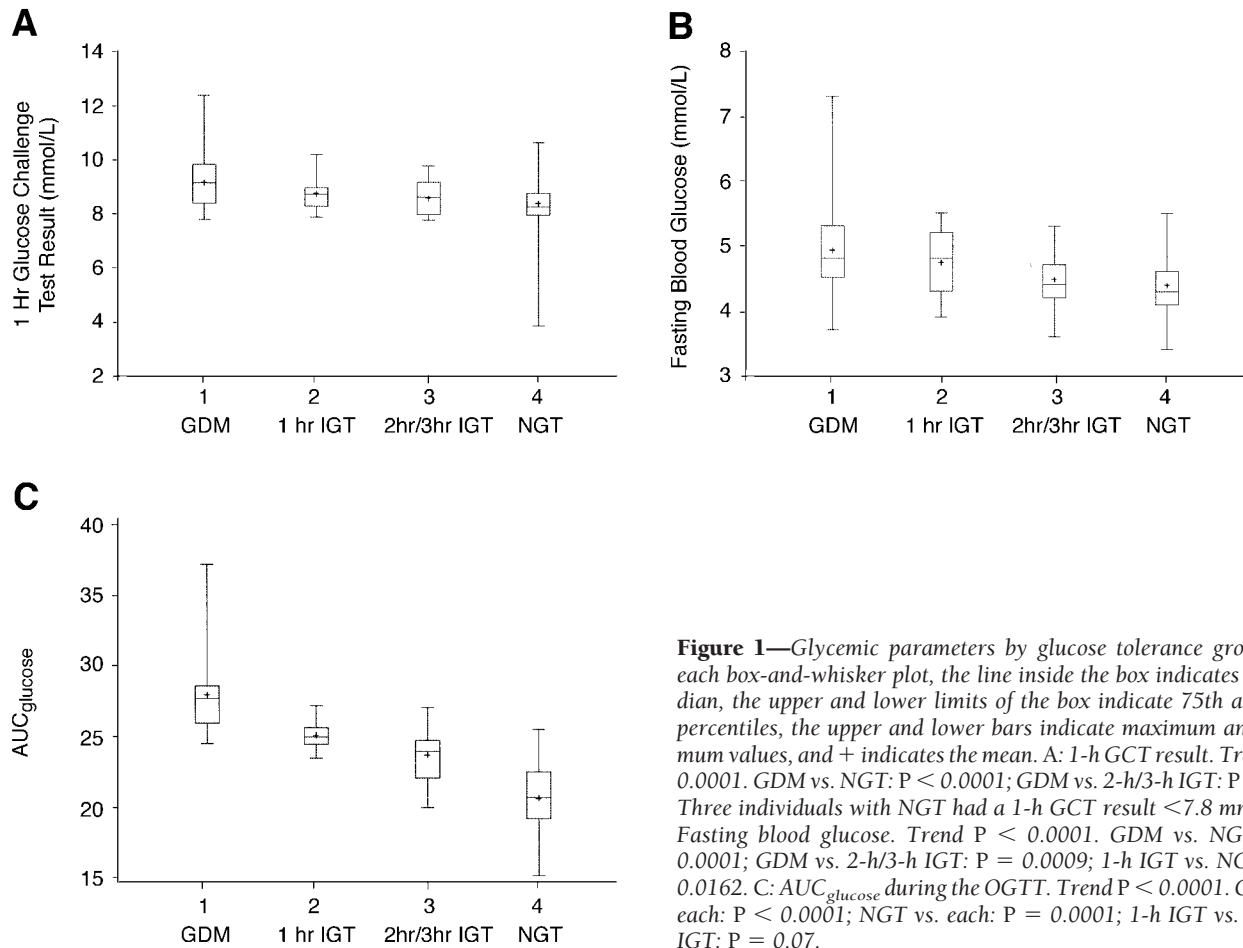 A
14
12
10
8
6
4
2
1 Hr Glucose Challenge
Test Result (mmol/L)
1 2 3 4
GDM 1 hr IGT 2hr/3hr IGT NGT
B
8
7
6
5
4
3
Fasting Blood Glucose (mmol/L)
1 2 3 4
GDM 1 hr IGT 2hr/3hr IGT NGT
C
40
35
30
25
20
15
AUCglucose
1 2 3 4
GDM 1 hr IGT 2hr/3hr IGT NGT
Figure 1—Glycemic parameters by glucose tolerance gro
each box-and-whisker plot, the line inside the box indicates
dian, the upper and lower limits of the box indicate 75th a
percentiles, the upper and lower bars indicate maximum an
mum values, and + indicates the mean. A: 1-h GCT result. Tr
0.0001. GDM vs. NGT: P < 0.0001; GDM vs. 2-h/3-h IGT: P
Three individuals with NGT had a 1-h GCT result <7.8 mm
Fasting blood glucose. Trend P < 0.0001. GDM vs. NG
0.0001; GDM vs. 2-h/3-h IGT: P = 0.0009; 1-h IGT vs. NG
0.0162. C: AUCglucose during the OGTT. Trend P < 0.0001. G
each: P < 0.0001; NGT vs. each: P = 0.0001; 1-h IGT vs.
IGT: P = 0.07.